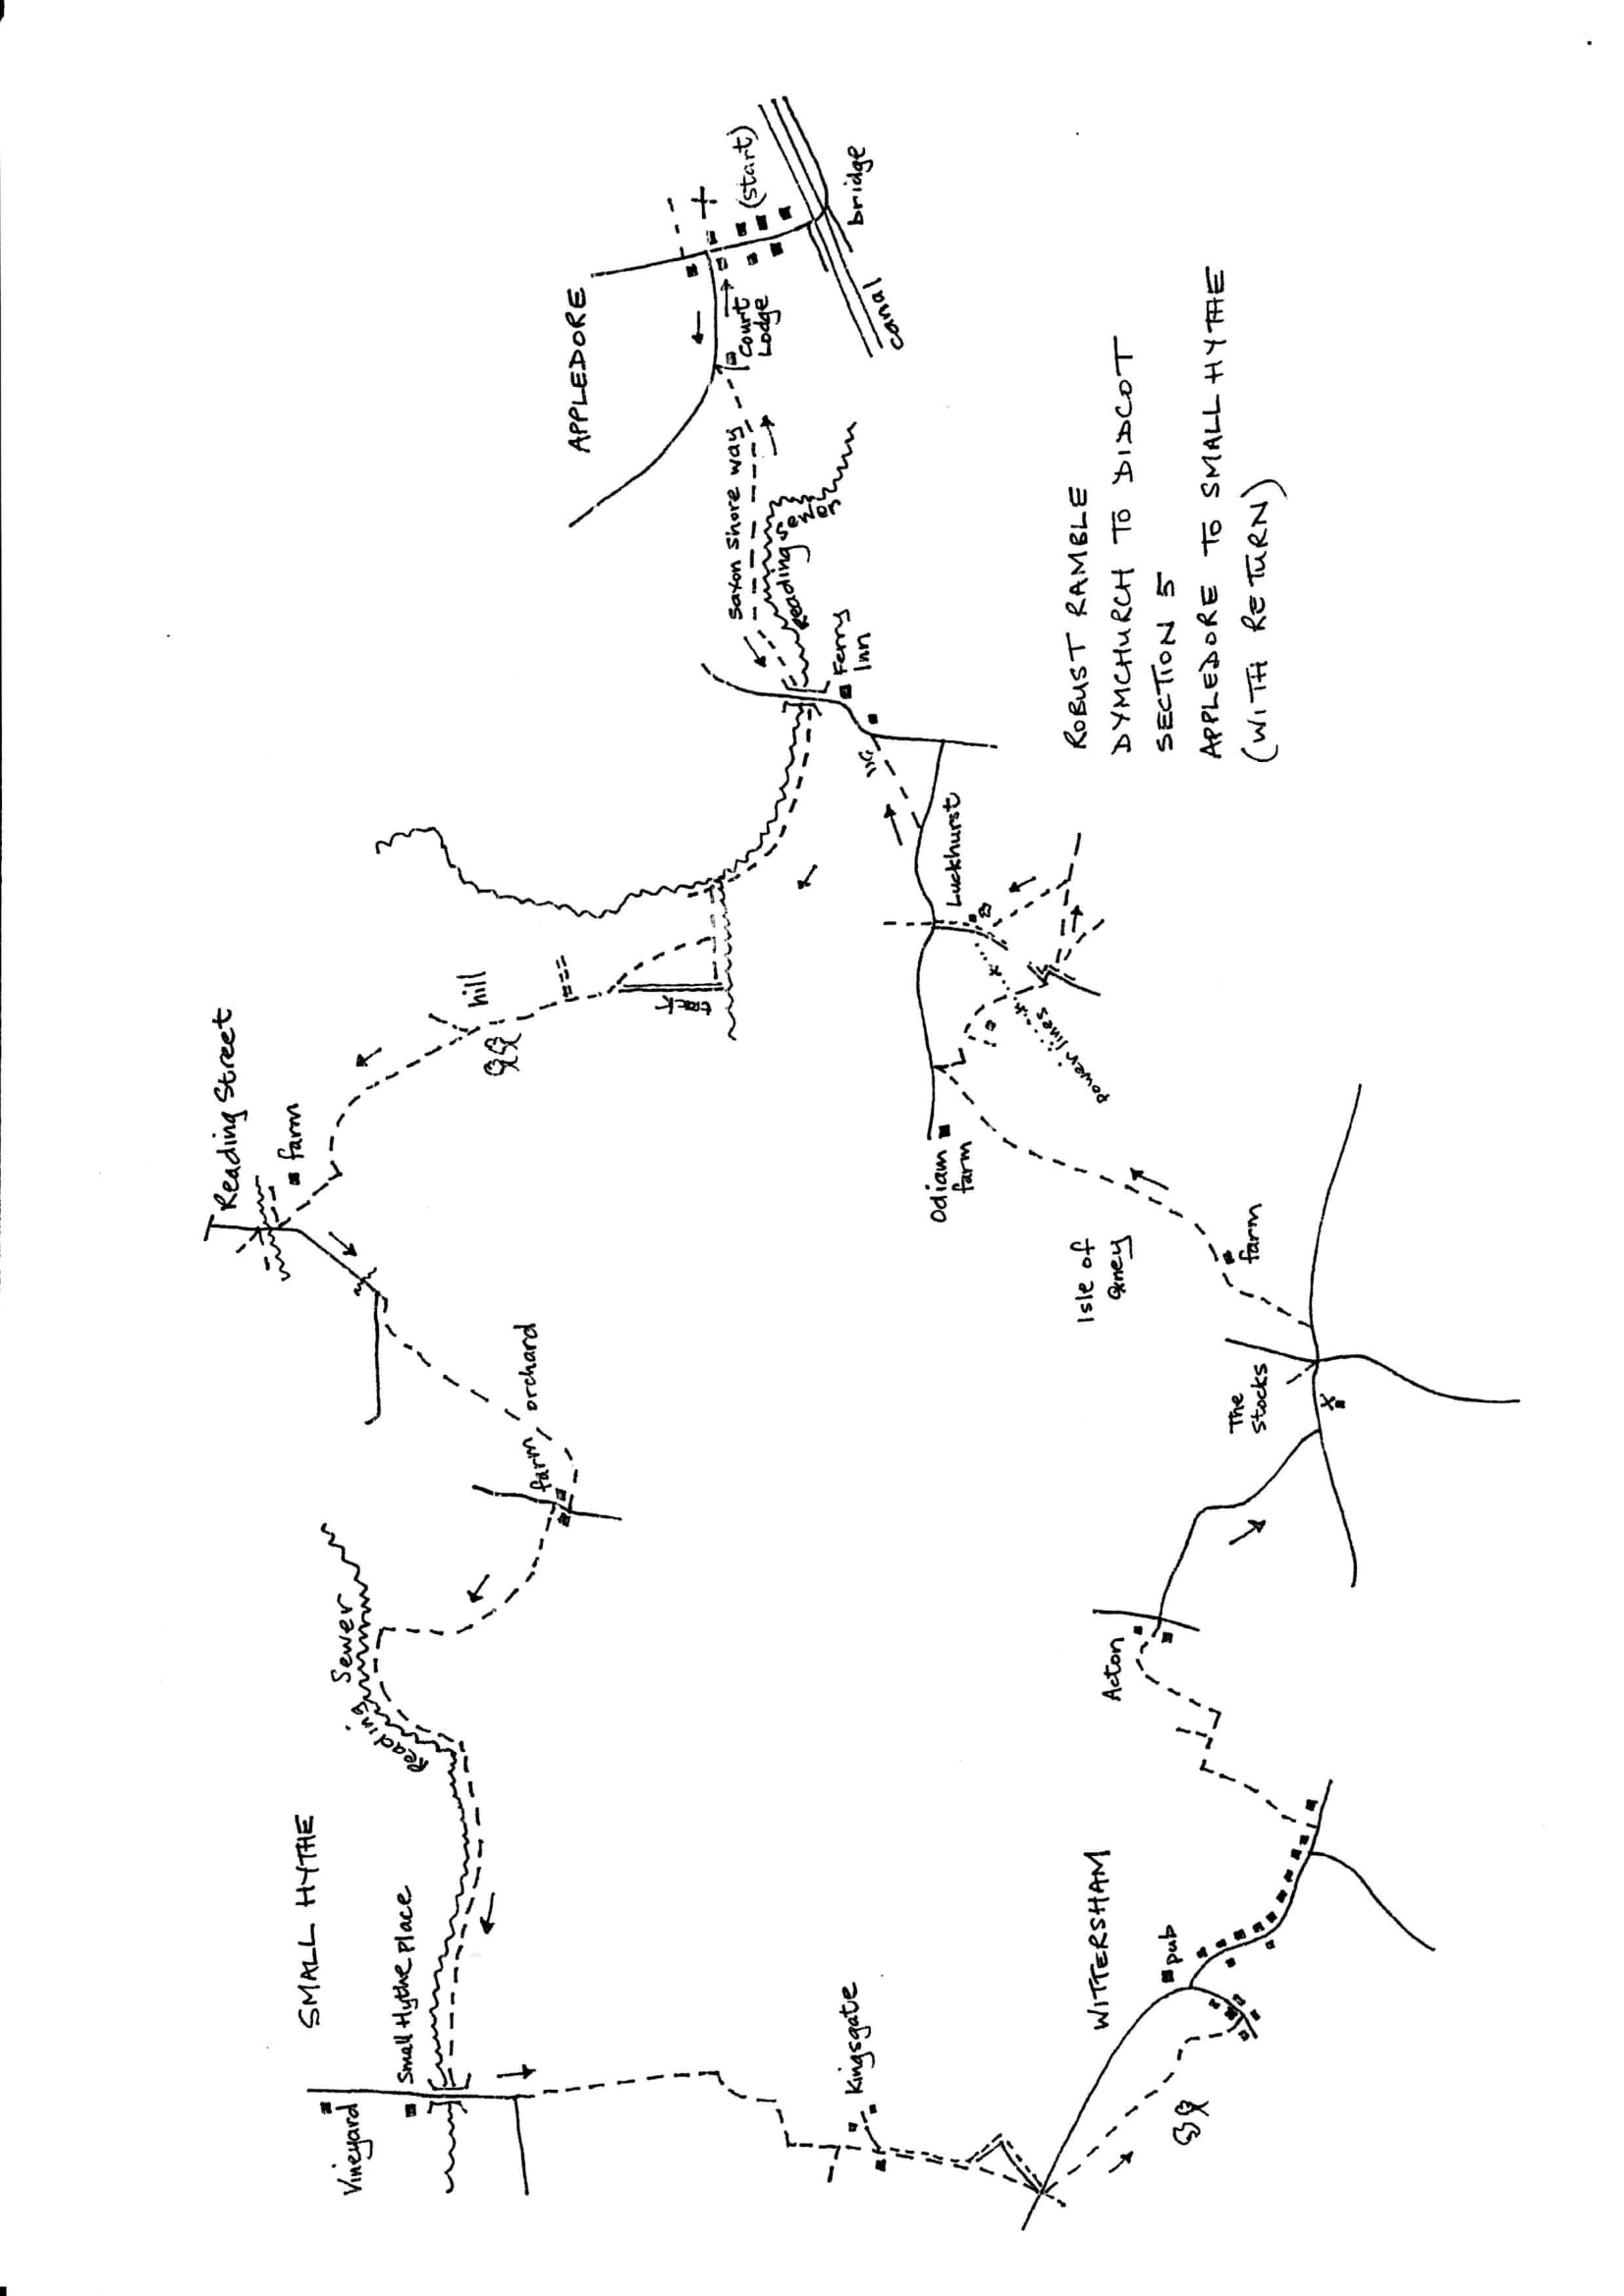 Reading Street
farm
SMALL HYTHE
Vineyard
Reading Sewer
Small Hythe Place
hill
farm
orchard
APPLEDORE
track
Saxon Shore Way
Court
Lodge
(start)
Reading Sewer
Ferry
Inn
bridge
canal
Kingsgate
Odiam
farm
Luckhurst
power lines
Isle of
Oxney
WITTERSHAM
Acton
pub
The
Stocks
farm
ROBUST RAMBLE
DYMCHURCH TO DIDCOT
SECTION 5
APPLEDORE TO SMALL HYTHE
(WITH RETURN)